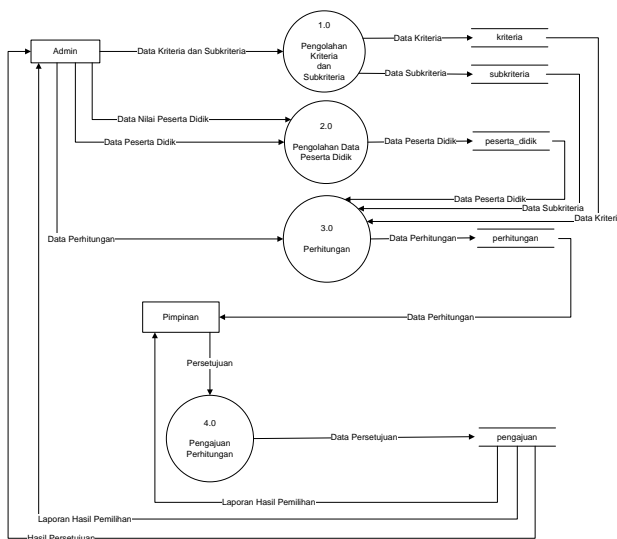 1.0
Pengolahan
Kriteria
dan
Subkriteria
Admin
Data Kriteria dan Subkriteria
Data Kriteria
kriteria
Data Subkriteria
subkriteria
Data Nilai Peserta Didik
2.0
Pengolahan Data
Peserta Didik
Data Peserta Didik
Data Peserta Didik
peserta_didik
Data Peserta Didik
Data Subkriteria
Data Kriteri
3.0
Perhitungan
Data Perhitungan
Data Perhitungan
perhitungan
Pimpinan
Data Perhitungan
Persetujuan
4.0
Pengajuan
Perhitungan
Data Persetujuan
pengajuan
Laporan Hasil Pemilihan
Laporan Hasil Pemilihan
Hasil Persetujuan